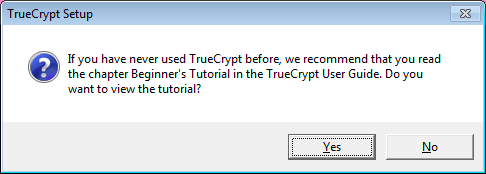 TrueCrypt Setup
If you have never used TrueCrypt before, we recommend that you read
the chapter Beginner's Tutorial in the TrueCrypt User Guide. Do you
want to view the tutorial?
Yes No